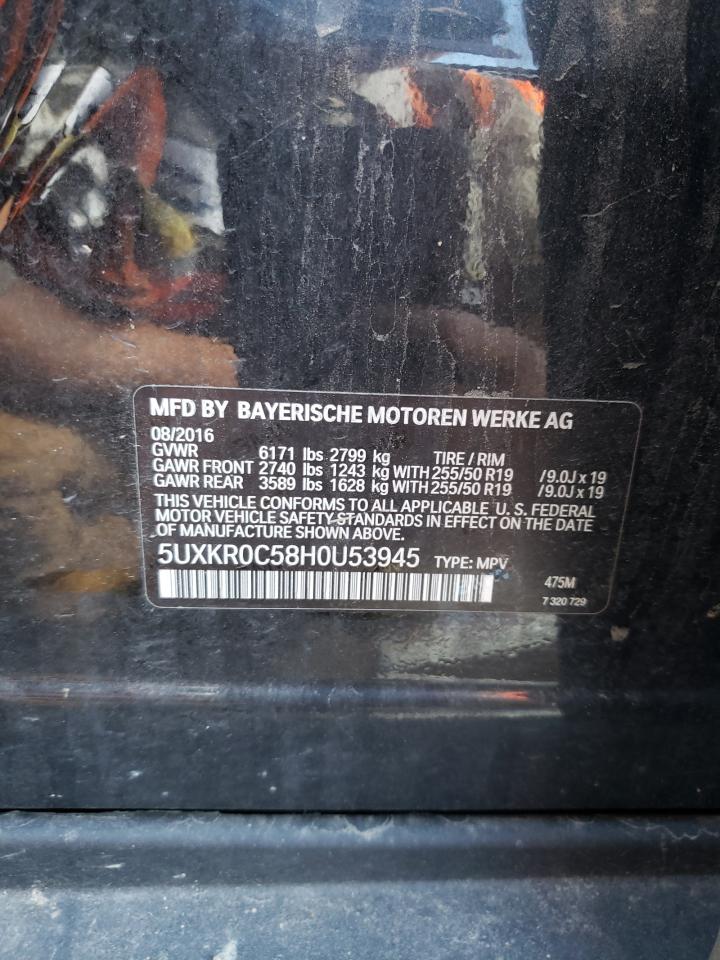 MFD BY BAYERISCHE MOTOREN WERKE AG
08/2016
GVWR 6171 lbs 2799 kg TIRE / RIM
GAWR FRONT 2740 lbs 1243 kg WITH 255/50 R19 /9.0J x 19
GAWR REAR 3589 lbs 1628 kg WITH 255/50 R19 /9.0J x 19
THIS VEHICLE CONFORMS TO ALL APPLICABLE U. S. FEDERAL
MOTOR VEHICLE SAFETY STANDARDS IN EFFECT ON THE DATE
OF MANUFACTURE SHOWN ABOVE.
5UXKR0C58H0U53945 TYPE: MPV
475M
7 320 729